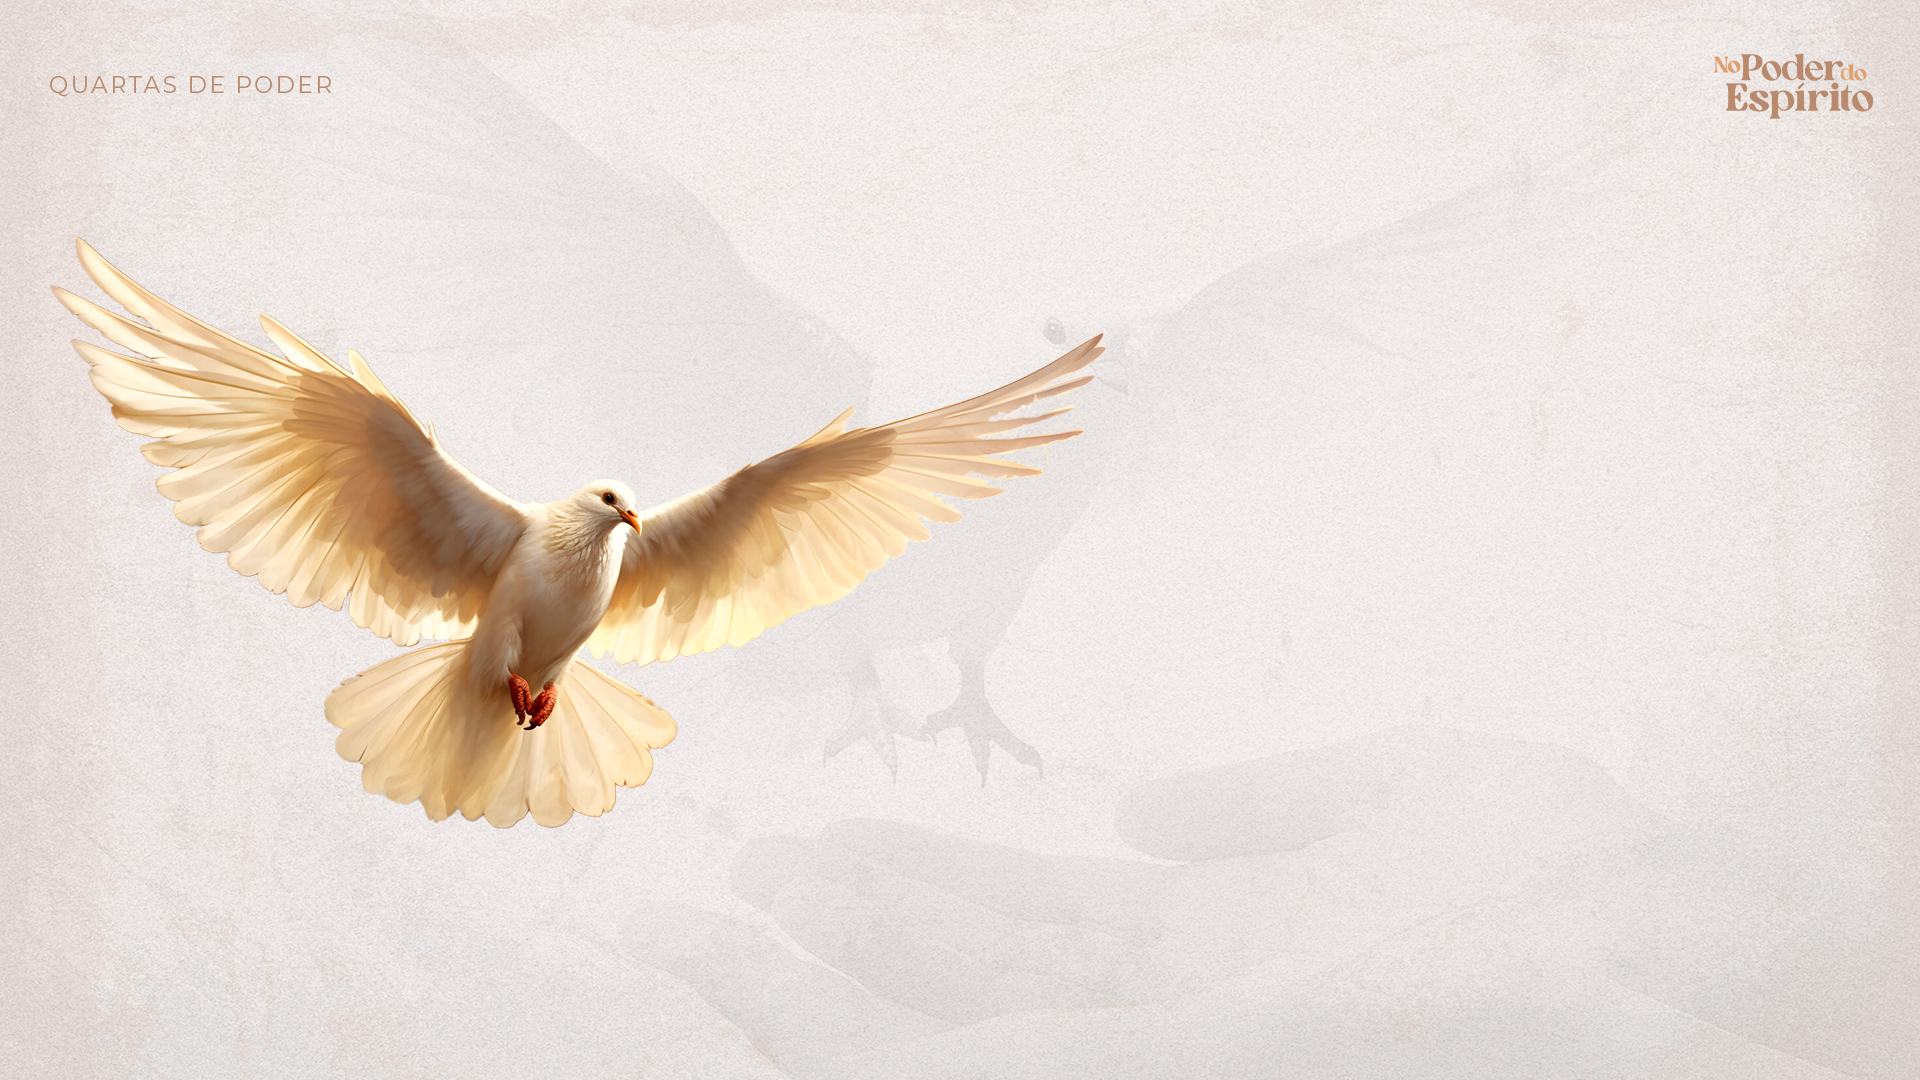 QUARTAS DE PODER
No Poder do
Espírito